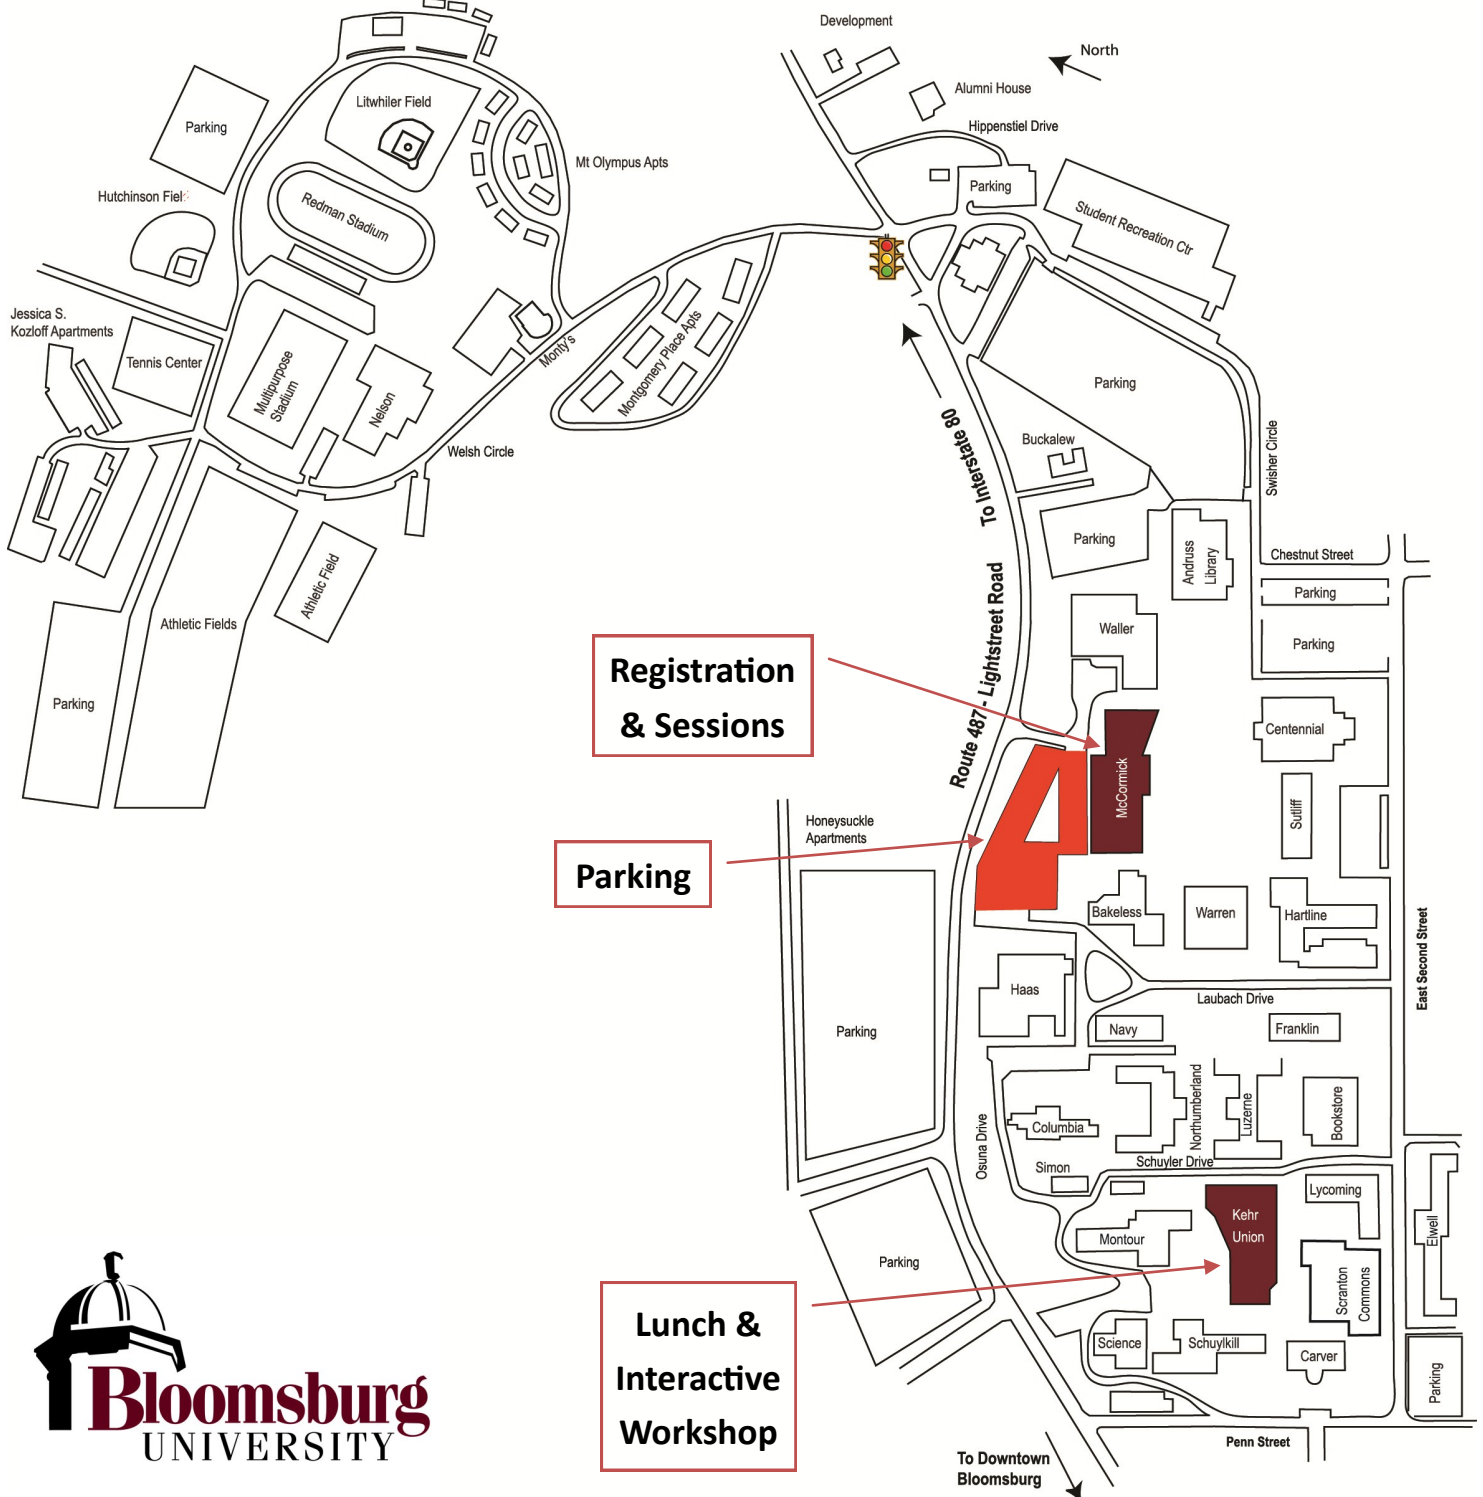 Development
North
Alumni House
Hippenstiel Drive
Parking
Student Recreation Ctr
Litwhiler Field
Parking
Mt Olympus Apts
Hutchinson Field
Redman Stadium
Jessica S.
Kozloff Apartments
Tennis Center
Multipurpose
Stadium
Nelson
Monty's
Montgomery Place Apts
Welsh Circle
Athletic Field
Athletic Fields
Parking
To Interstate 80
Parking
Buckalew
Swisher Circle
Parking
Andruss
Library
Chestnut Street
Parking
Parking
Waller
Route 487 - Lightstreet Road
Registration
& Sessions
McCormick
Centennial
Sutliff
Honeysuckle
Apartments
Parking
Bakeless
Warren
Hartline
East Second Street
Haas
Laubach Drive
Parking
Navy
Franklin
Northumberland
Luzerne
Bookstore
Columbia
Osuna Drive
Simon
Schuyler Drive
Lycoming
Kehr
Union
Montour
Elwell
Parking
Scranton
Commons
Lunch &
Interactive
Workshop
Science
Schuylkill
Carver
Parking
Penn Street
To Downtown
Bloomsburg
Bloomsburg
UNIVERSITY